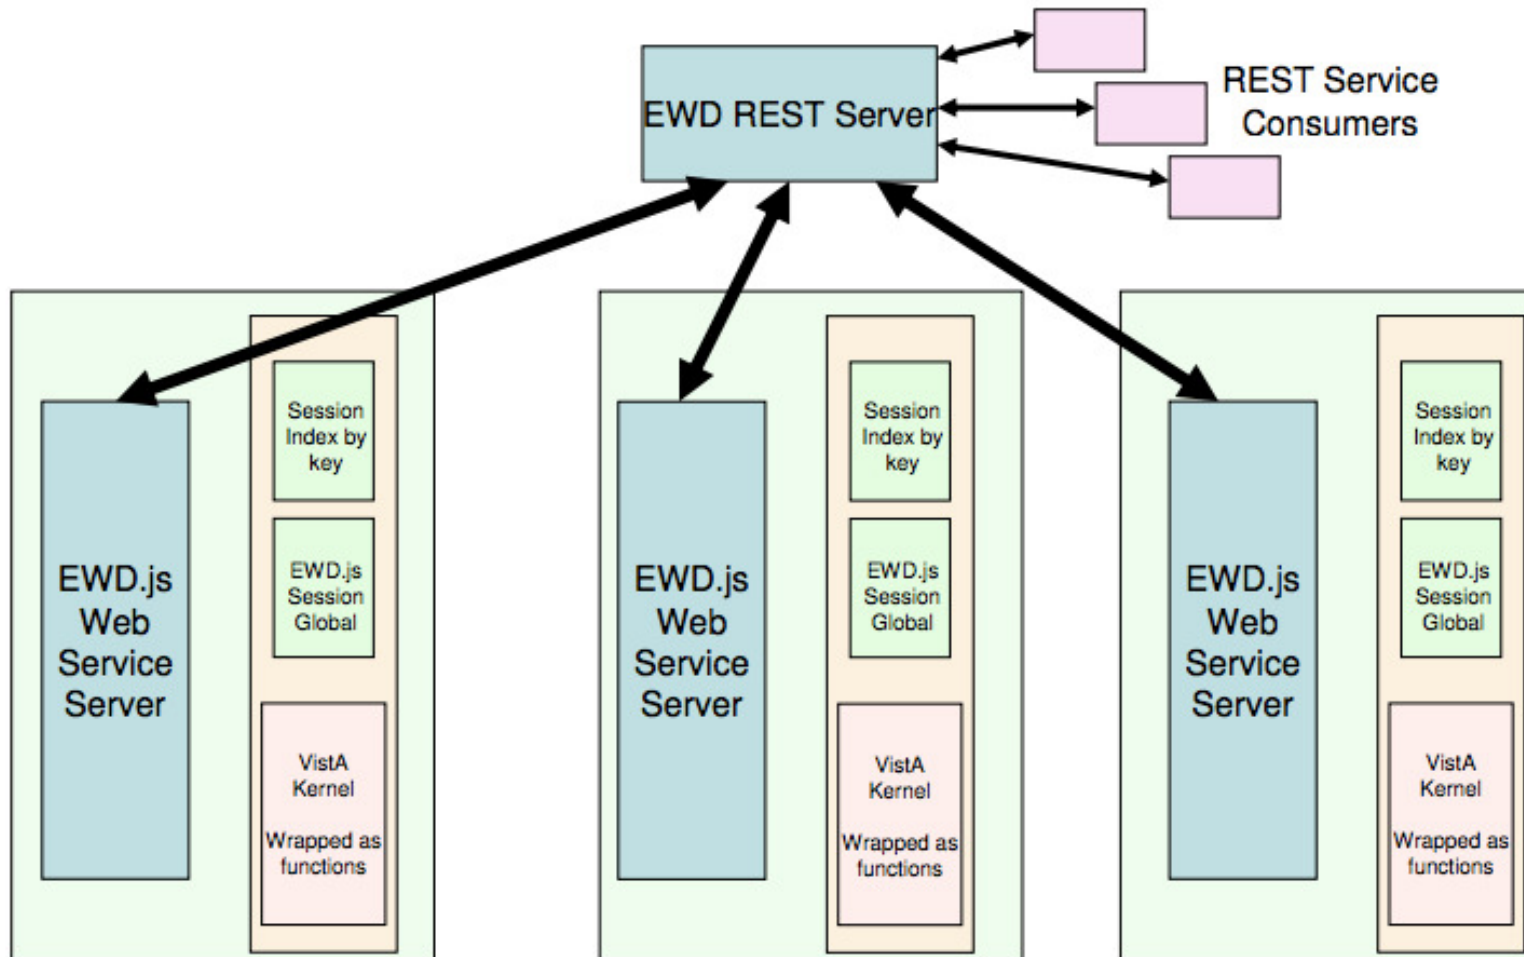 EWD REST Server
REST Service
Consumers
EWD.js
Web
Service
Server
Session
Index by
key
EWD.js
Session
Global
VistA
Kernel
Wrapped as
functions
EWD.js
Web
Service
Server
Session
Index by
key
EWD.js
Session
Global
VistA
Kernel
Wrapped as
functions
EWD.js
Web
Service
Server
Session
Index by
key
EWD.js
Session
Global
VistA
Kernel
Wrapped as
functions